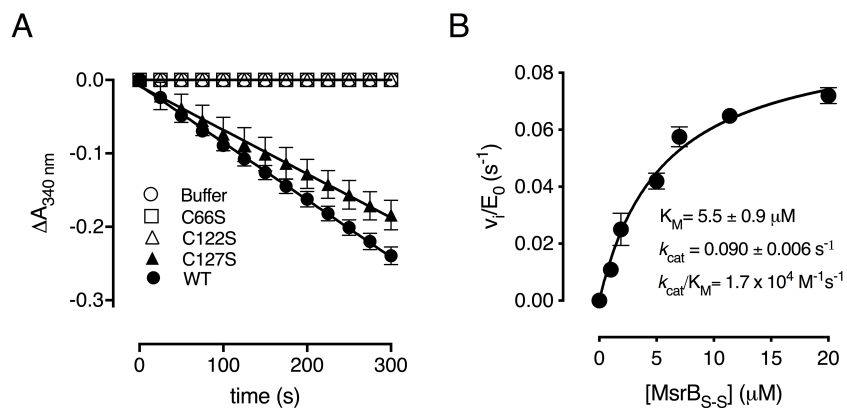 A
0.0
-0.1
-0.2
-0.3
ΔA340 nm
Buffer
C66S
C122S
C127S
WT
0 100 200 300
time (s)
B
0.08
0.06
0.04
0.02
0.00
vi/E0 (s-1)
KM= 5.5 ± 0.9 μM
kcat = 0.090 ± 0.006 s-1
kcat/KM= 1.7 x 104 M-1s-1
0 5 10 15 20
[MsrBS-S] (μM)